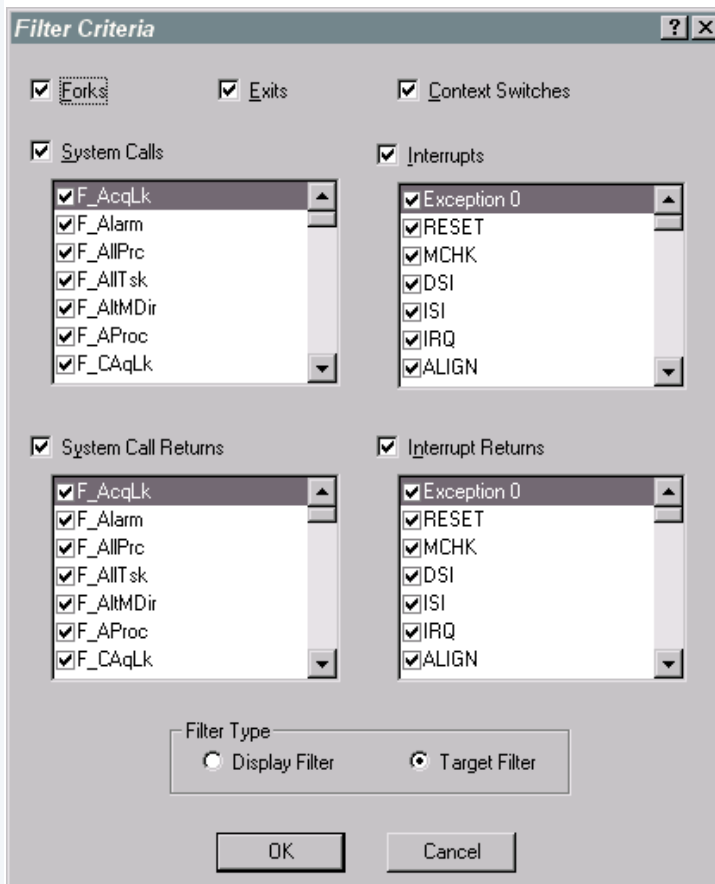 Filter Criteria
Forks Exits Context Switches
System Calls
F_AcqLk
F_Alarm
F_AllPrc
F_AllTsk
F_AltMDir
F_AProc
F_CAqLk
Interrupts
Exception 0
RESET
MCHK
DSI
ISI
IRQ
ALIGN
System Call Returns
F_AcqLk
F_Alarm
F_AllPrc
F_AllTsk
F_AltMDir
F_AProc
F_CAqLk
Interrupt Returns
Exception 0
RESET
MCHK
DSI
ISI
IRQ
ALIGN
Filter Type
Display Filter Target Filter
OK Cancel